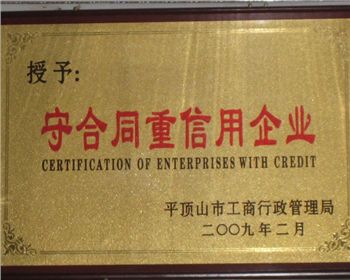 授予:
守合同重信用企业
CERTIFICATION OF ENTERPRISES WITH CREDIT
平顶山市工商行政管理局
二〇〇九年二月